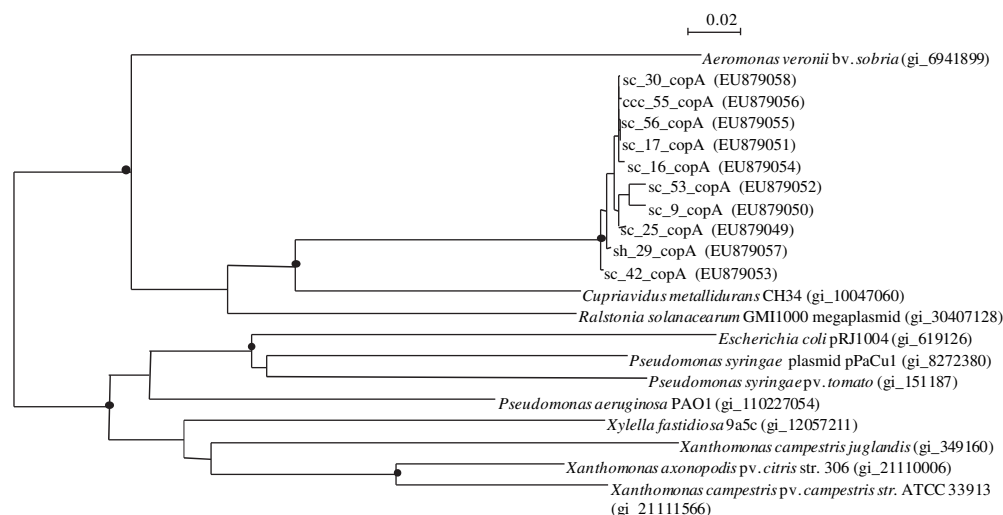 0.02
Aeromonas veronii bv. sobria (gi_6941899)
sc_30_copA (EU879058)
ccc_55_copA (EU879056)
sc_56_copA (EU879055)
sc_17_copA (EU879051)
sc_16_copA (EU879054)
sc_53_copA (EU879052)
sc_9_copA (EU879050)
sc_25_copA (EU879049)
sh_29_copA (EU879057)
sc_42_copA (EU879053)
Cupriavidus metallidurans CH34 (gi_10047060)
Ralstonia solanacearum GMI1000 megaplasmid (gi_30407128)
Escherichia coli pRJ1004 (gi_619126)
Pseudomonas syringae plasmid pPaCu1 (gi_8272380)
Pseudomonas syringae pv. tomato (gi_151187)
Pseudomonas aeruginosa PAO1 (gi_110227054)
Xylella fastidiosa 9a5c (gi_12057211)
Xanthomonas campestris juglandis (gi_349160)
Xanthomonas axonopodis pv. citris str. 306 (gi_21110006)
Xanthomonas campestris pv. campestris str. ATCC 33913
(gi_21111566)